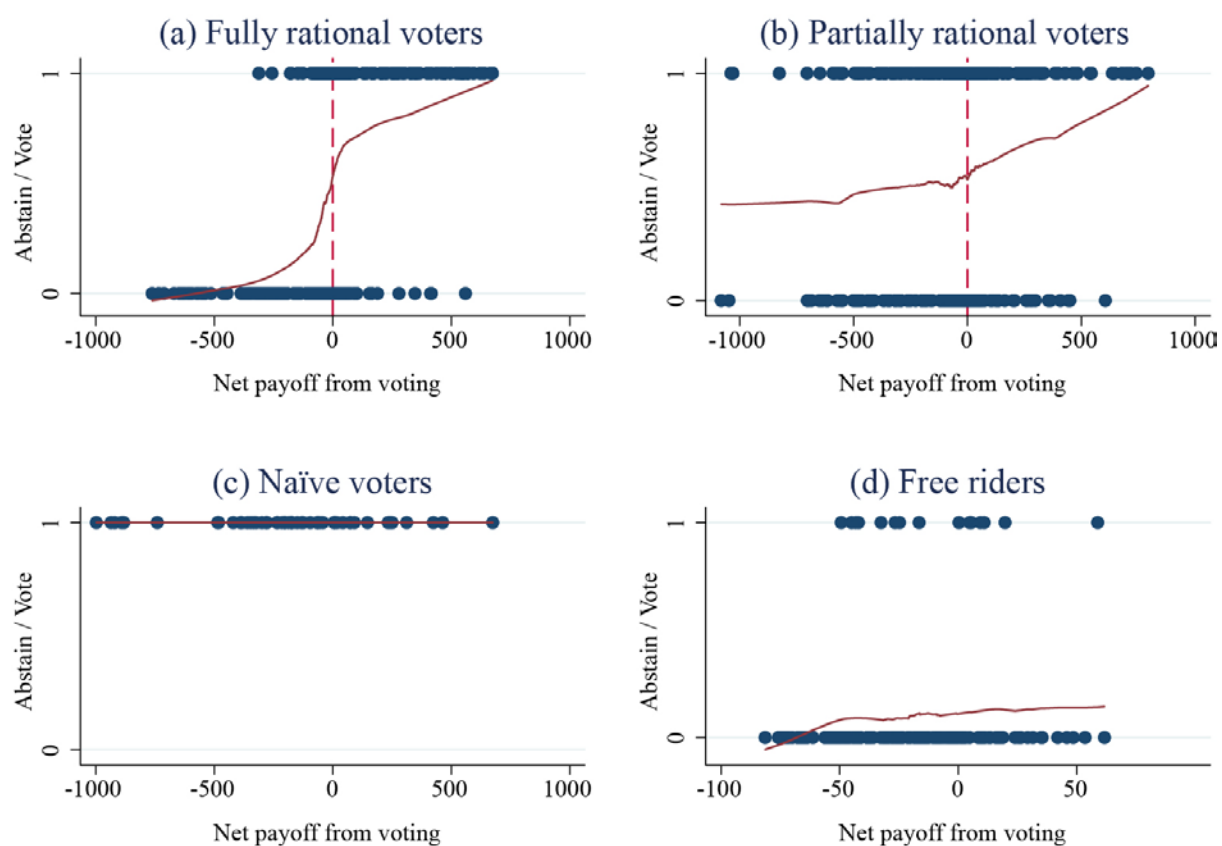 (a) Fully rational voters
1
0
Abstain / Vote
-1000 -500 0 500 1000
Net payoff from voting
(b) Partially rational voters
1
0
Abstain / Vote
-1000 -500 0 500 1000
Net payoff from voting
(c) Naïve voters
1
0
Abstain / Vote
-1000 -500 0 500 1000
Net payoff from voting
(d) Free riders
1
0
Abstain / Vote
-100 -50 0 50
Net payoff from voting